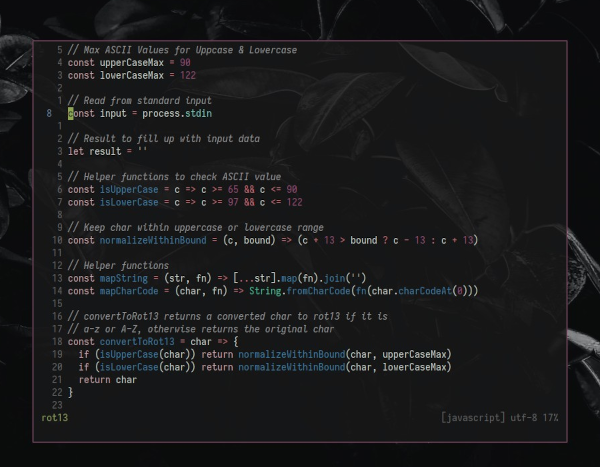 5 // Max ASCII Values for Uppcase & Lowercase
4 const upperCaseMax = 90
3 const lowerCaseMax = 122
2
1 // Read from standard input
8 const input = process.stdin
1
2 // Result to fill up with input data
3 let result = ''
4
5 // Helper functions to check ASCII value
6 const isUpperCase = c => c >= 65 && c <= 90
7 const isLowerCase = c => c >= 97 && c <= 122
8
9 // Keep char within uppercase or lowercase range
10 const normalizeWithinBound = (c, bound) => (c + 13 > bound ? c - 13 : c + 13)
11
12 // Helper functions
13 const mapString = (str, fn) => [...str].map(fn).join('')
14 const mapCharCode = (char, fn) => String.fromCharCode(fn(char.charCodeAt(0)))
15
16 // convertToRot13 returns a converted char to rot13 if it is
17 // a-z or A-Z, otherwise returns the original char
18 const convertToRot13 = char => {
19 if (isUpperCase(char)) return normalizeWithinBound(char, upperCaseMax)
20 if (isLowerCase(char)) return normalizeWithinBound(char, lowerCaseMax)
21 return char
22 }
23
rot13 [javascript] utf-8 17%